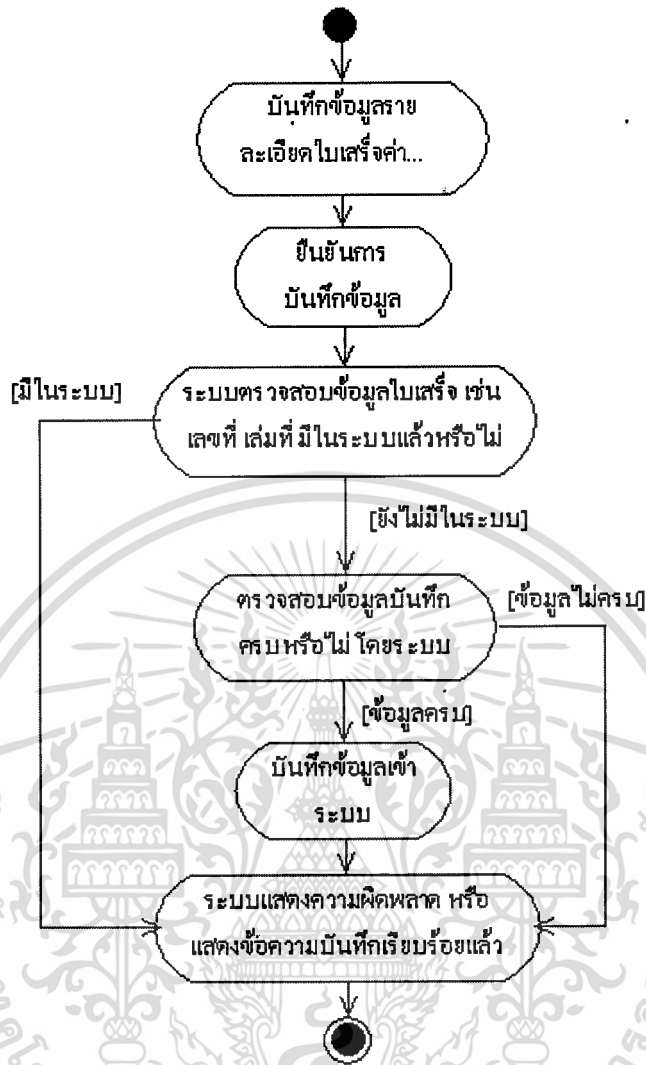 บันทึกข้อมูลราย
ละเอียดใบเสร็จค่า...
ยืนยันการ
บันทึกข้อมูล
[มีในระบบ]
ระบบตรวจสอบข้อมูลใบเสร็จ เช่น
เลขที่ เล่มที่ มีในระบบแล้วหรือไม่
[ยังไม่มีในระบบ]
ตรวจสอบข้อมูลบันทึก
ครบหรือไม่ โดยระบบ
[ข้อมูลไม่ครบ]
[ข้อมูลครบ]
บันทึกข้อมูลเข้า
ระบบ
ระบบแสดงความผิดพลาด หรือ
แสดงข้อความบันทึกเรียบร้อยแล้ว